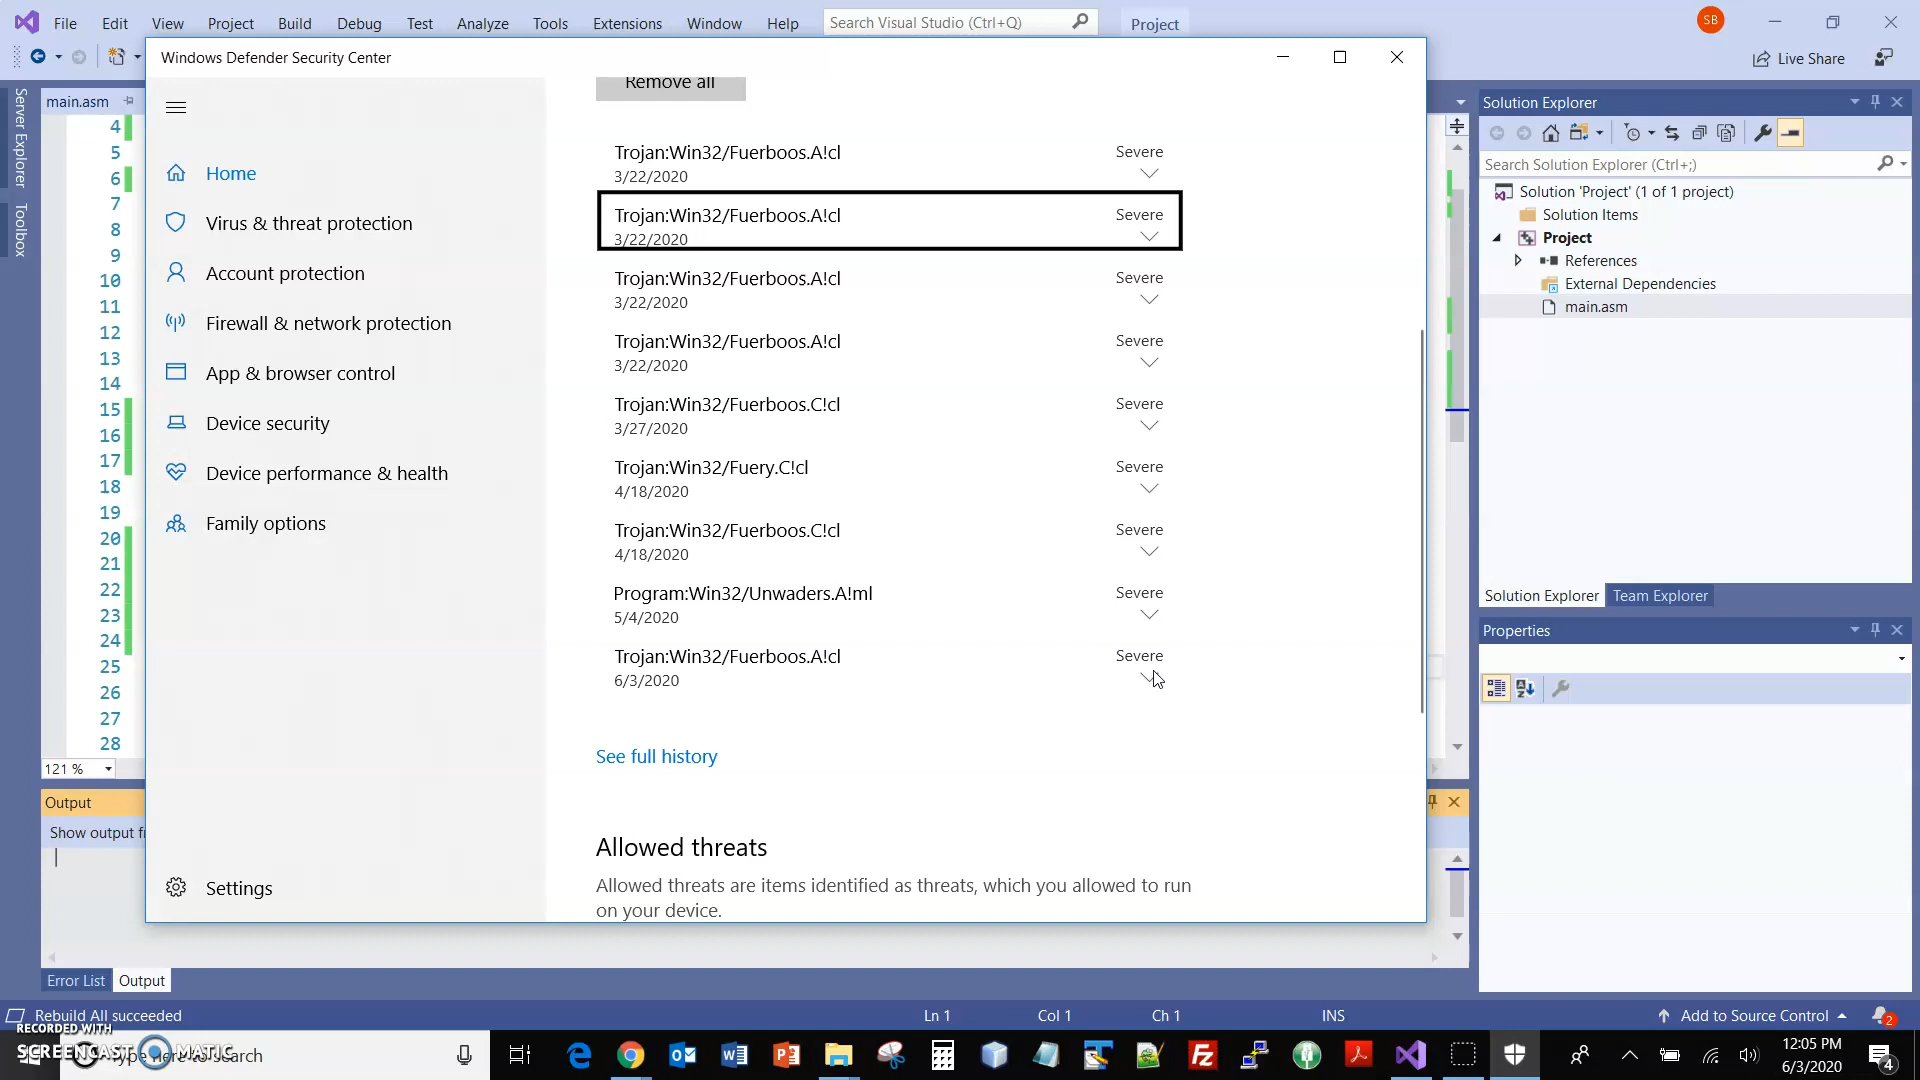 File Edit View Project Build Debug Test Analyze Tools Extensions Window Help Search Visual Studio (Ctrl+Q) Project SB
Live Share
Windows Defender Security Center
Server Explorer
Toolbox
main.asm
4
5
6
7
8
9
10
11
12
13
14
15
16
17
18
19
20
21
22
23
24
25
26
27
28
121 %
Home
Virus & threat protection
Account protection
Firewall & network protection
App & browser control
Device security
Device performance & health
Family options
Settings
Remove all
Trojan:Win32/Fuerboos.A!cl Severe
3/22/2020
Trojan:Win32/Fuerboos.A!cl Severe
3/22/2020
Trojan:Win32/Fuerboos.A!cl Severe
3/22/2020
Trojan:Win32/Fuerboos.A!cl Severe
3/22/2020
Trojan:Win32/Fuerboos.C!cl Severe
3/27/2020
Trojan:Win32/Fuery.C!cl Severe
4/18/2020
Trojan:Win32/Fuerboos.C!cl Severe
4/18/2020
Program:Win32/Unwaders.A!ml Severe
5/4/2020
Trojan:Win32/Fuerboos.A!cl Severe
6/3/2020
See full history
Allowed threats
Allowed threats are items identified as threats, which you allowed to run
on your device.
Solution Explorer
Search Solution Explorer (Ctrl+;)
Solution 'Project' (1 of 1 project)
Solution Items
Project
References
External Dependencies
main.asm
Solution Explorer Team Explorer
Properties
Output
Show output
Error List Output
Rebuild All succeeded Ln 1 Col 1 Ch 1 INS Add to Source Control 2
RECORDED WITH
SCREENCAST MATIC
Type here to search
12:05 PM
6/3/2020
4